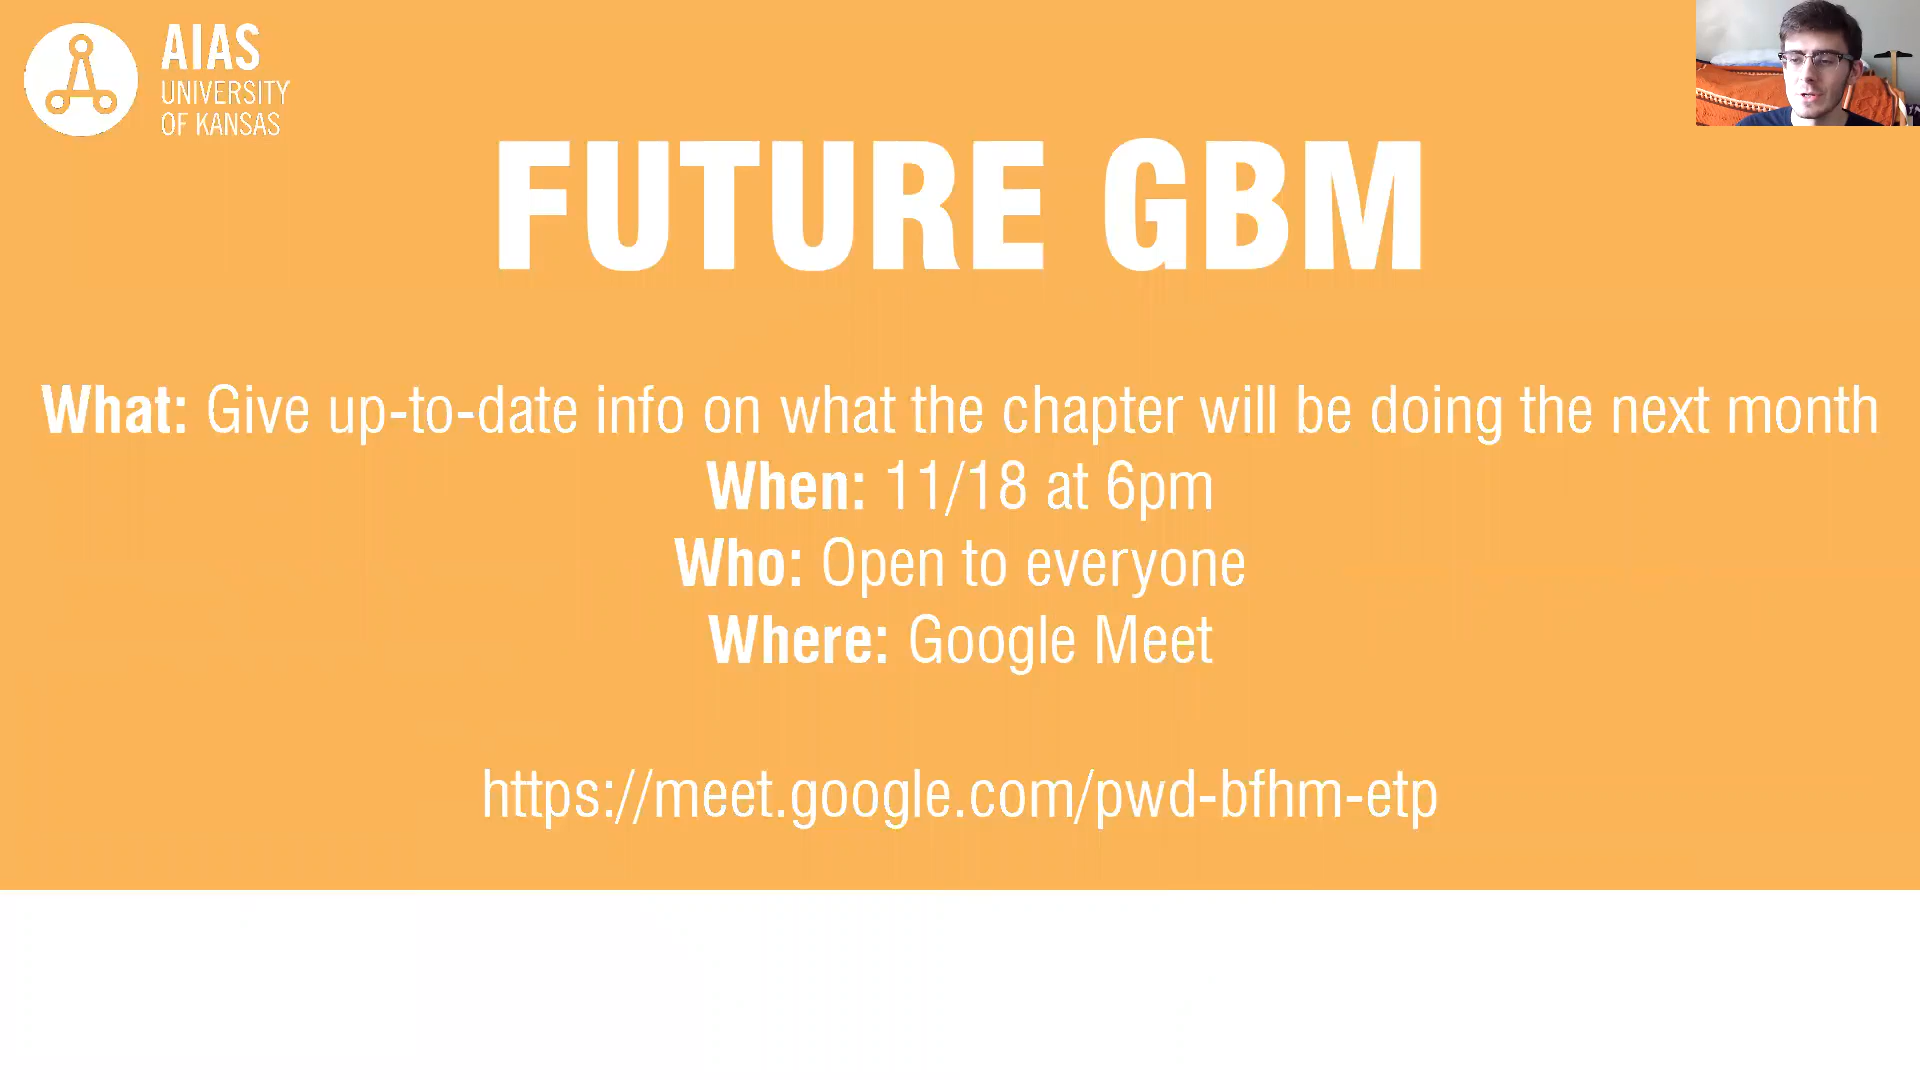 AIAS
UNIVERSITY
OF KANSAS
FUTURE GBM
What: Give up-to-date info on what the chapter will be doing the next month
When: 11/18 at 6pm
Who: Open to everyone
Where: Google Meet
https://meet.google.com/pwd-bfhm-etp